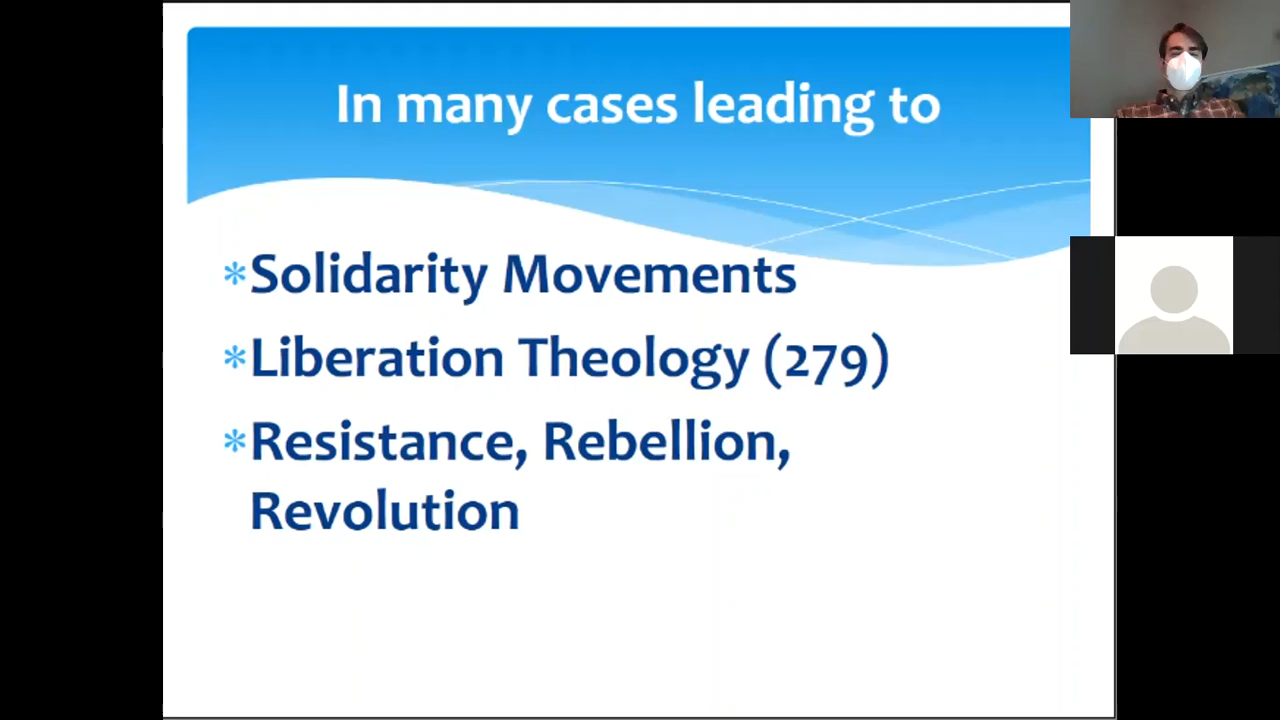 In many cases leading to
*Solidarity Movements
*Liberation Theology (279)
*Resistance, Rebellion,
Revolution